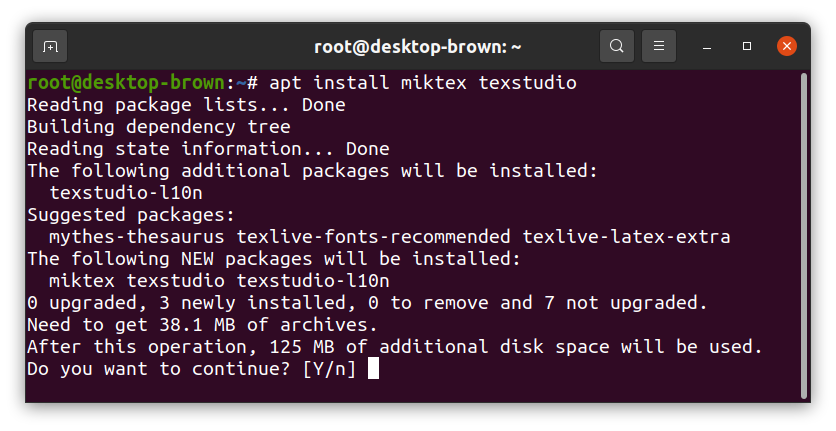 root@desktop-brown: ~
root@desktop-brown:~# apt install miktex texstudio
Reading package lists... Done
Building dependency tree
Reading state information... Done
The following additional packages will be installed:
  texstudio-l10n
Suggested packages:
  mythes-thesaurus texlive-fonts-recommended texlive-latex-extra
The following NEW packages will be installed:
  miktex texstudio texstudio-l10n
0 upgraded, 3 newly installed, 0 to remove and 7 not upgraded.
Need to get 38.1 MB of archives.
After this operation, 125 MB of additional disk space will be used.
Do you want to continue? [Y/n]